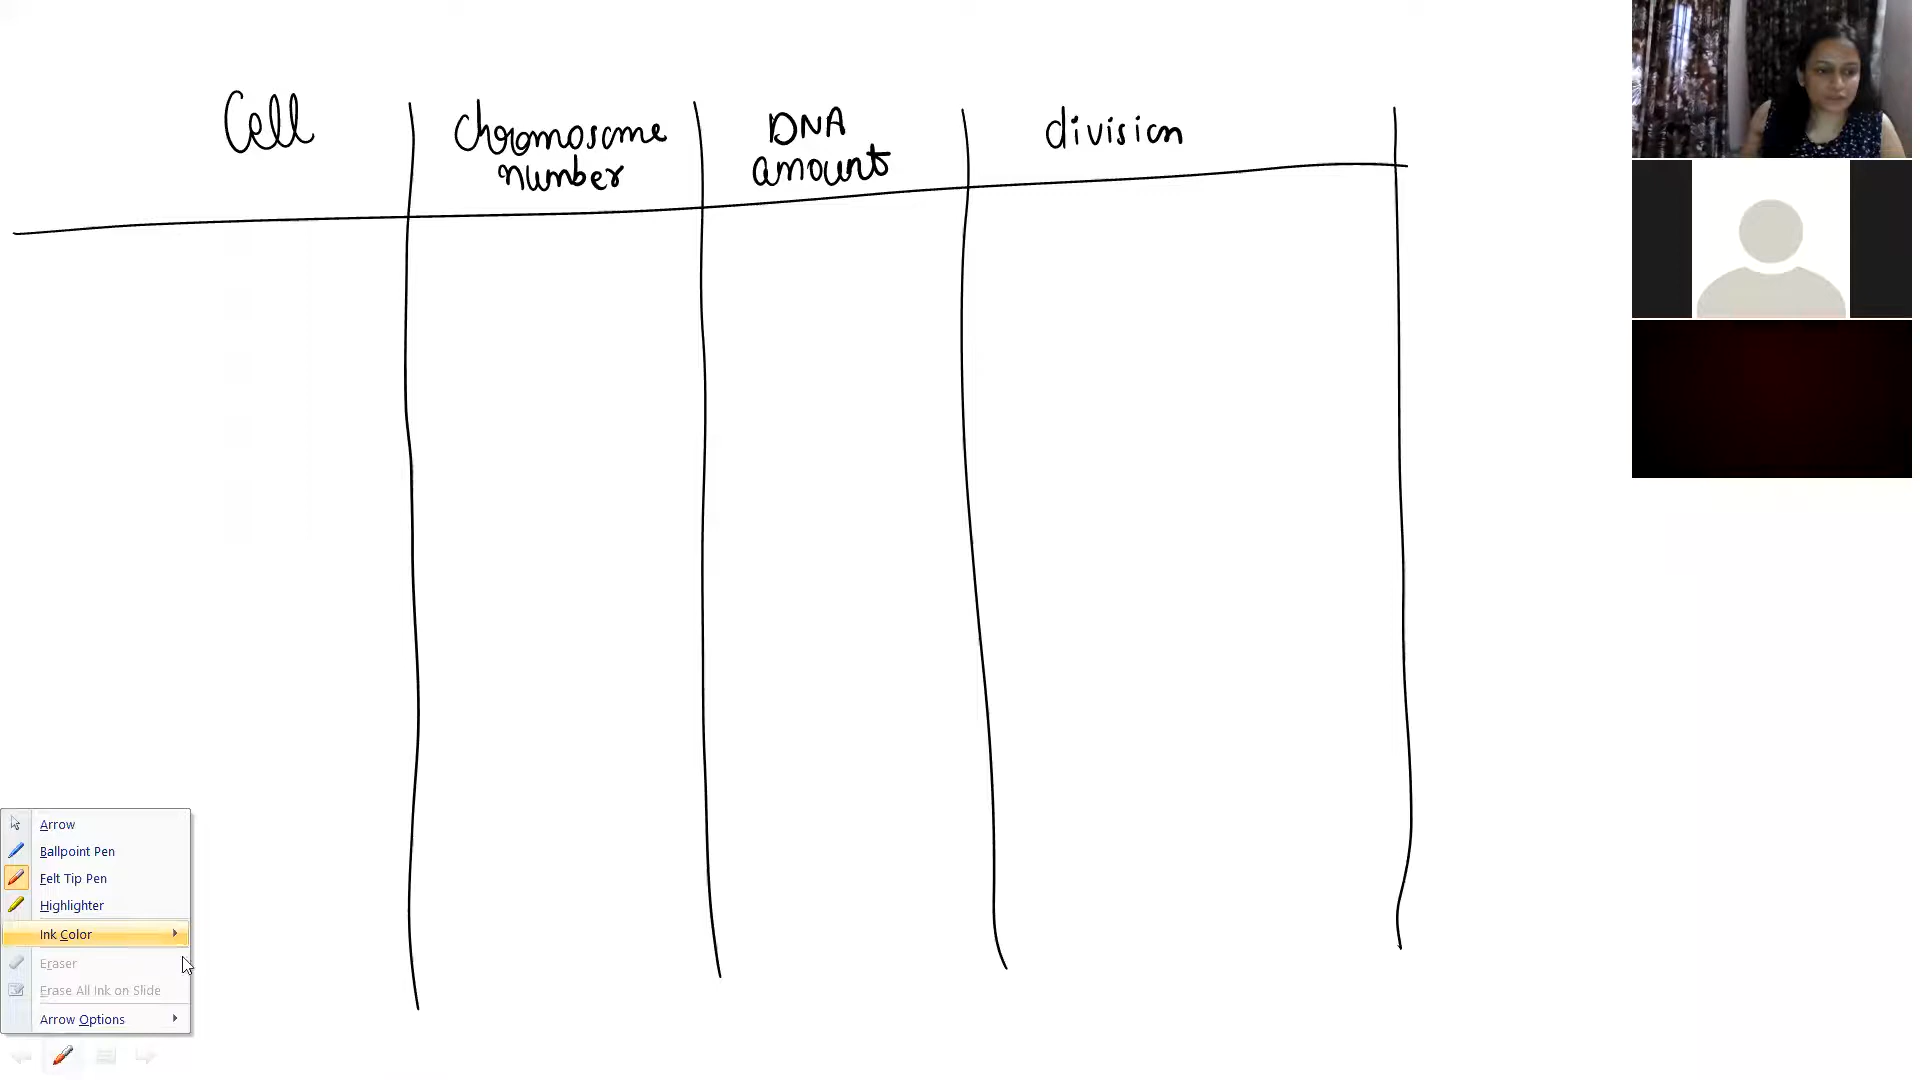 Cell
Chromosome
number
DNA
amount
division
Arrow
Ballpoint Pen
Felt Tip Pen
Highlighter
Ink Color
Eraser
Erase All Ink on Slide
Arrow Options